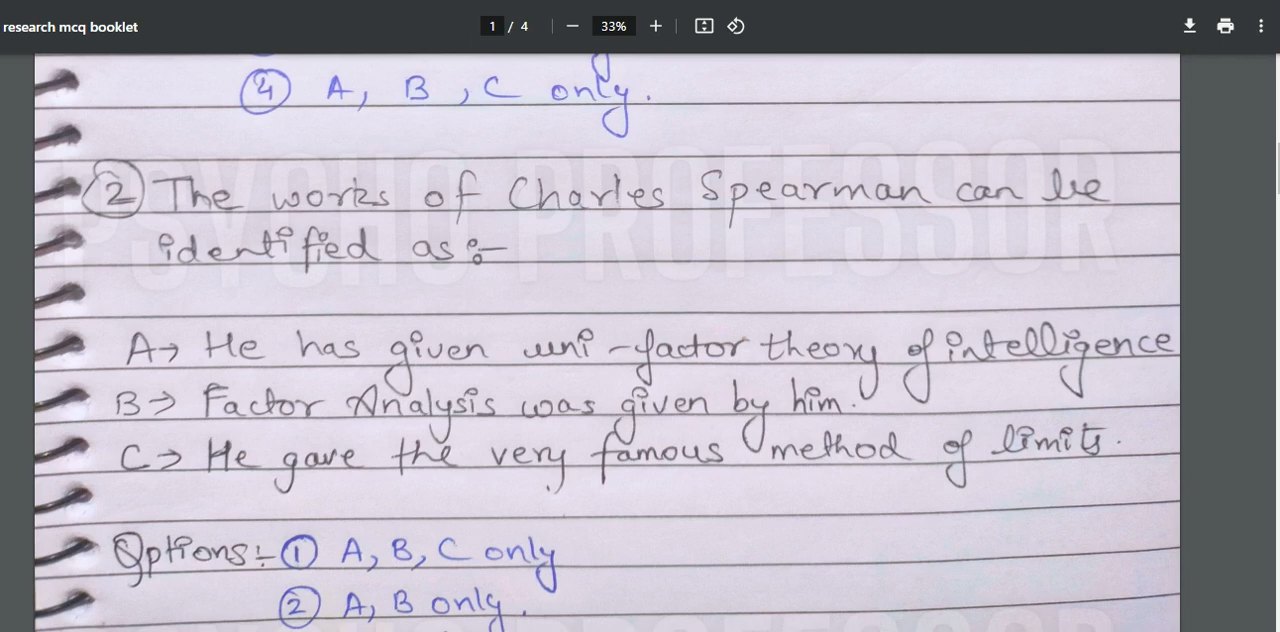 research mcq booklet 1 / 4 33%
④ A, B, C only.
PSYCHO PROFESSOR
② The works of Charles Spearman can be
identified as :-
A→ He has given uni-factor theory of intelligence
B→ Factor Analysis was given by him.
C→ He gave the very famous method of limits.
Options:- ① A, B, C only
② A, B only.